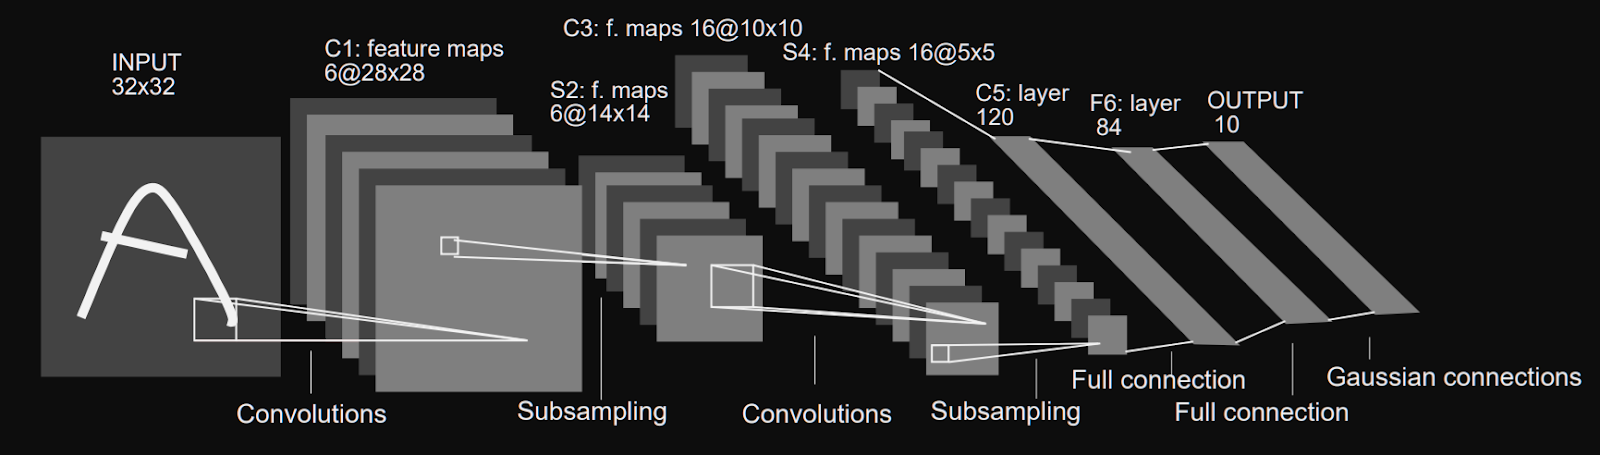 INPUT
32x32
C1: feature maps
6@28x28
C3: f. maps 16@10x10
S2: f. maps
6@14x14
S4: f. maps 16@5x5
C5: layer
120
F6: layer
84
OUTPUT
10
Convolutions
Subsampling
Convolutions
Subsampling
Full connection
Full connection
Gaussian connections